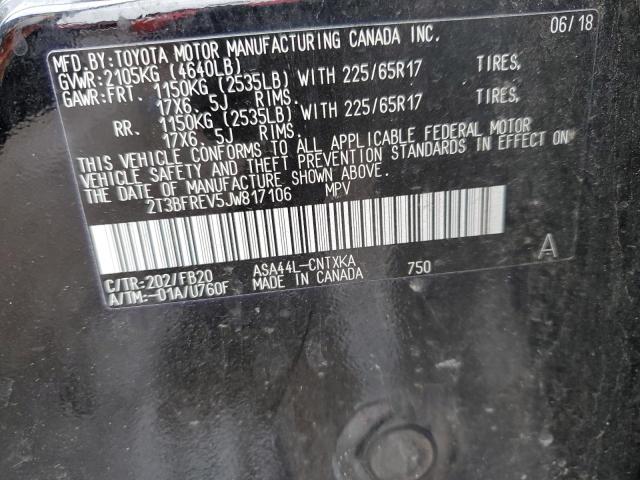 MFD. BY: TOYOTA MOTOR MANUFACTURING CANADA INC. 06/18
GVWR: 2105KG (4640LB)
GAWR: FRT. 1150KG (2535LB) WITH 225/65R17 TIRES,
17X6. 5J RIMS.
RR. 1150KG (2535LB) WITH 225/65R17 TIRES,
17X6. 5J RIMS.
THIS VEHICLE CONFORMS TO ALL APPLICABLE FEDERAL MOTOR
VEHICLE SAFETY AND THEFT PREVENTION STANDARDS IN EFFECT ON
THE DATE OF MANUFACTURE.
2T3BFREV5JW817106 MPV
C/TR: 202/FB20 ASA44L-CNTXKA 750 A
A/TM: -01A/U760F MADE IN CANADA